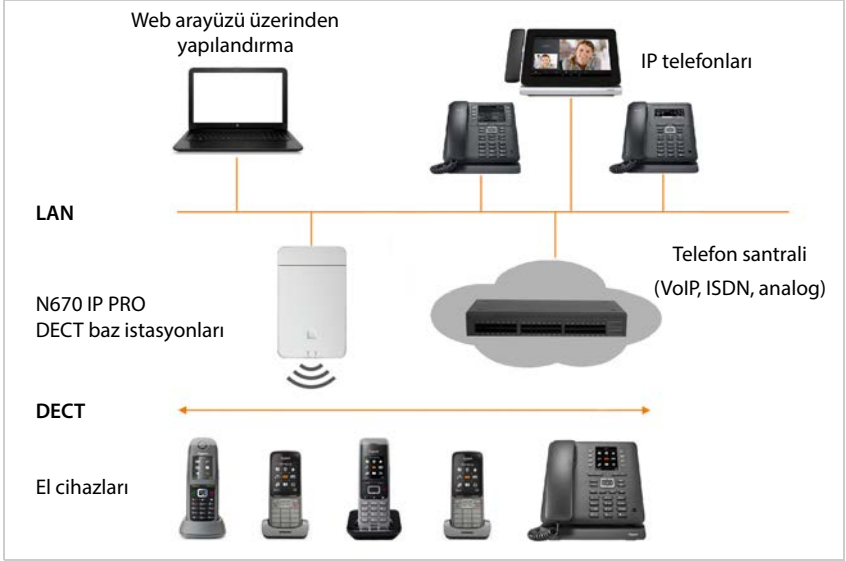 Web arayüzü üzerinden
yapılandırma
IP telefonları
LAN
Telefon santrali
(VoIP, ISDN, analog)
N670 IP PRO
DECT baz istasyonları
DECT
El cihazları